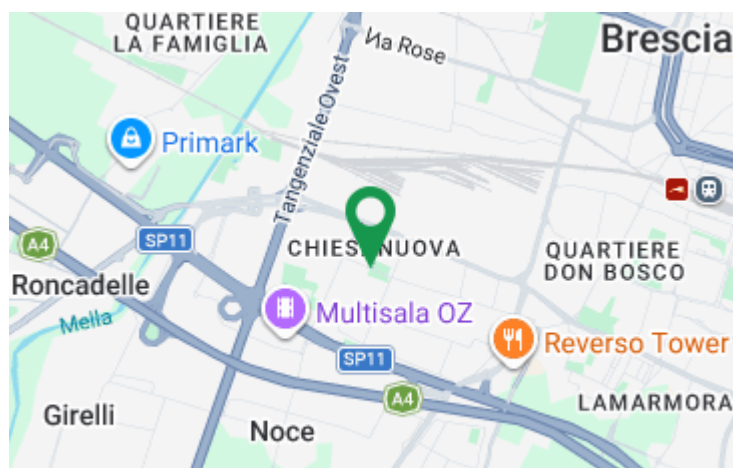 QUARTIERE
LA FAMIGLIA
Via Rose
Brescia
Primark
Tangenziale Ovest
SP11
A4
CHIESANUOVA
QUARTIERE
DON BOSCO
Roncadelle
Mella
Multisala OZ
Reverso Tower
SP11
A4
LAMARMORA
Girelli
Noce